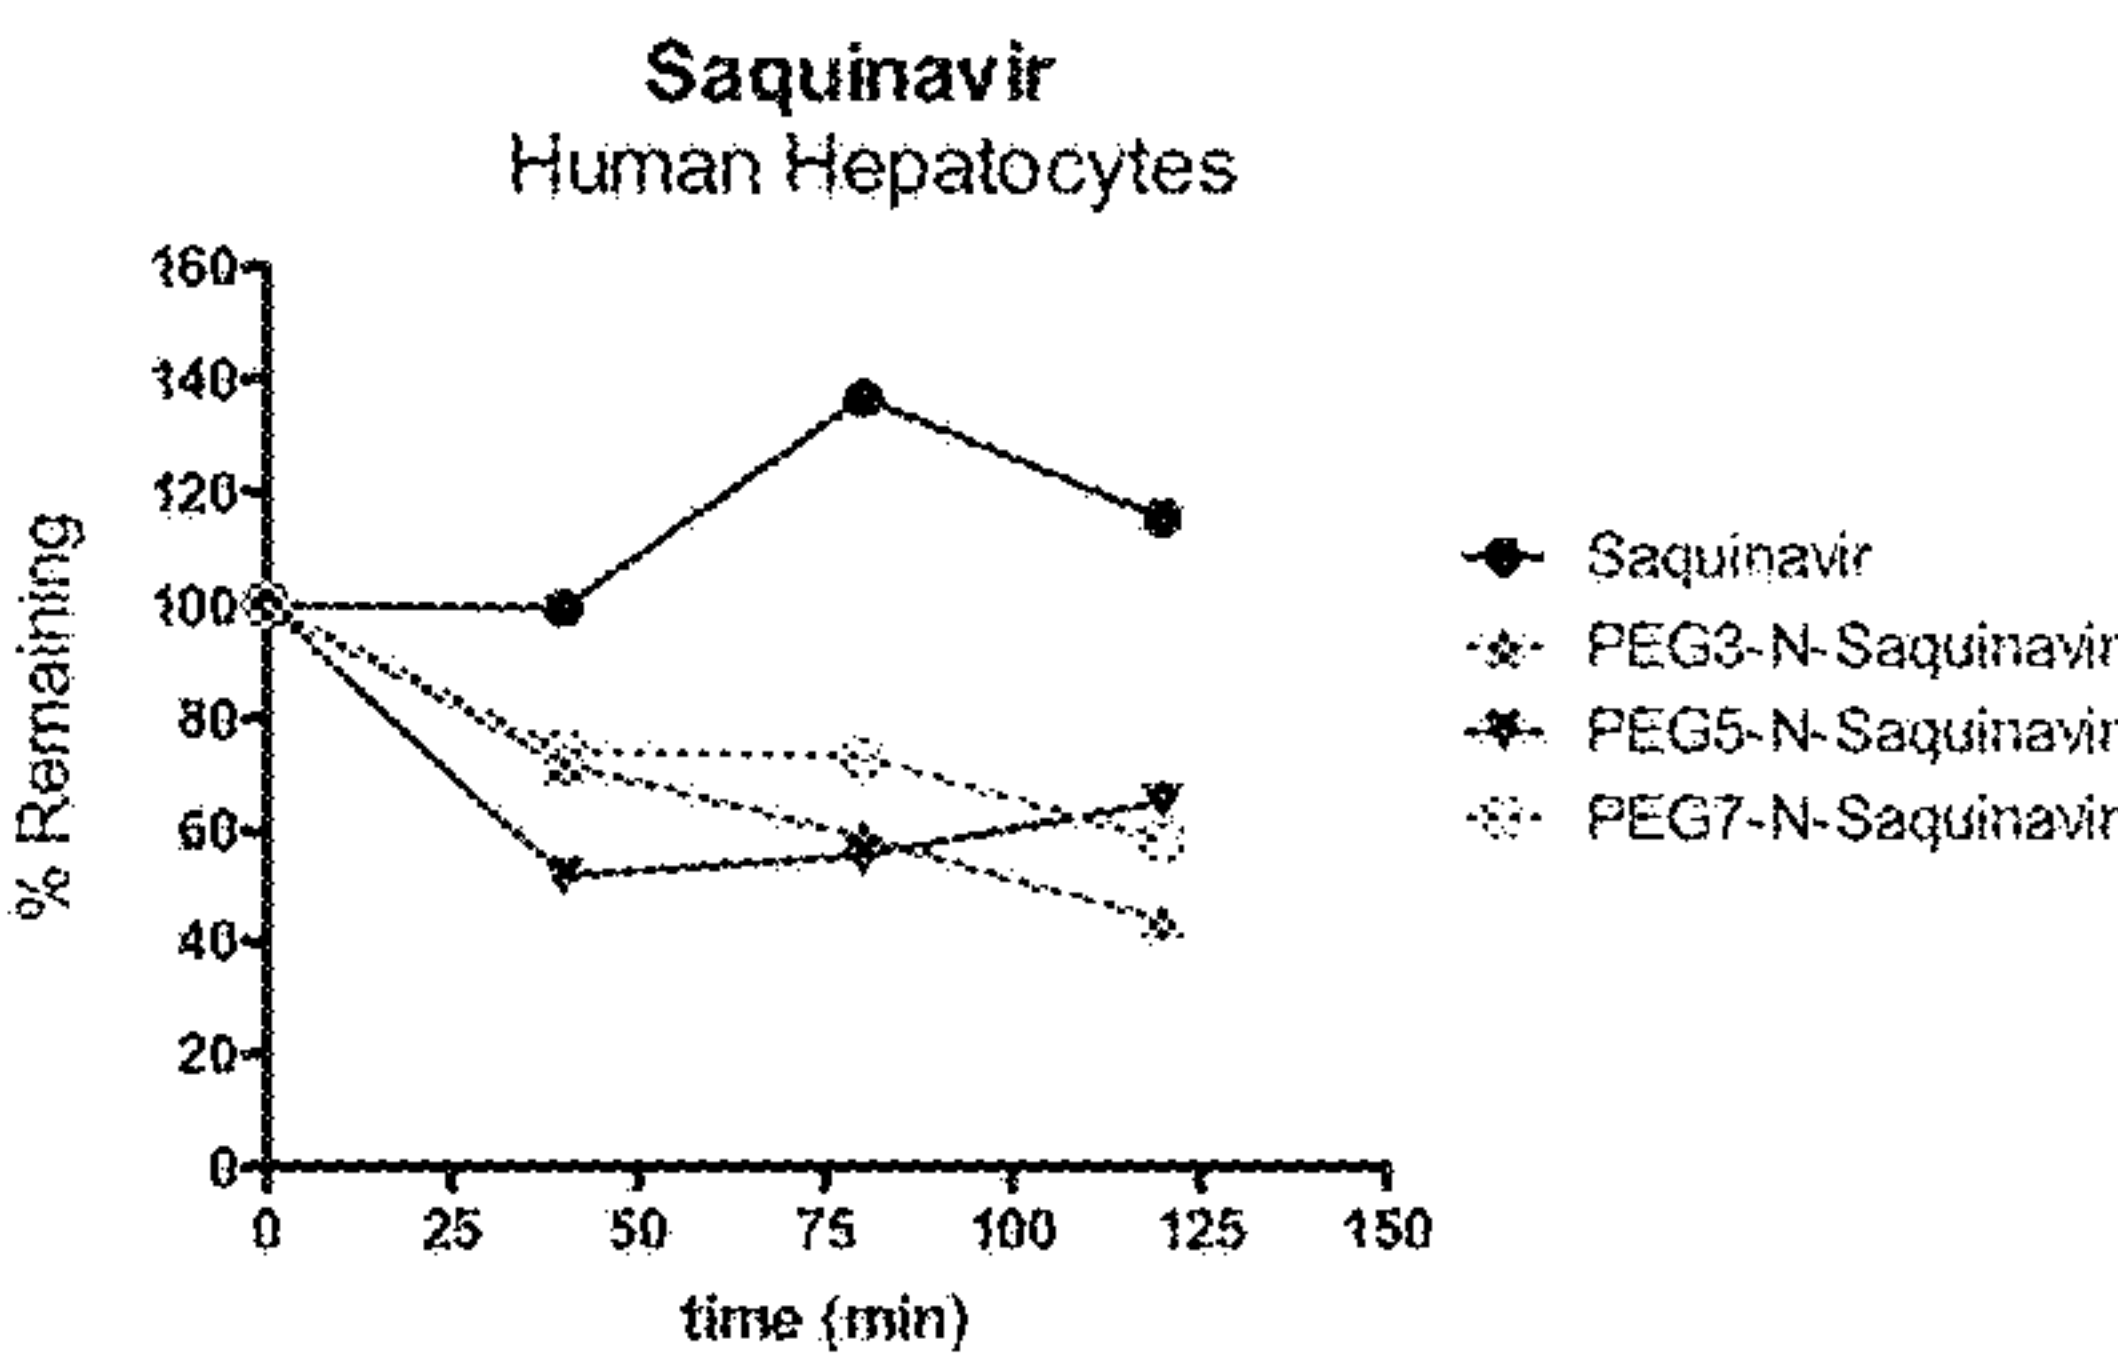 Saquinavir
Human Hepatocytes
160
140
120
100
80
60
40
20
0
% Remaining
0 25 50 75 100 125 150
time (min)
Saquinavir
PEG3-N-Saquinavir
PEG5-N-Saquinavir
PEG7-N-Saquinavir